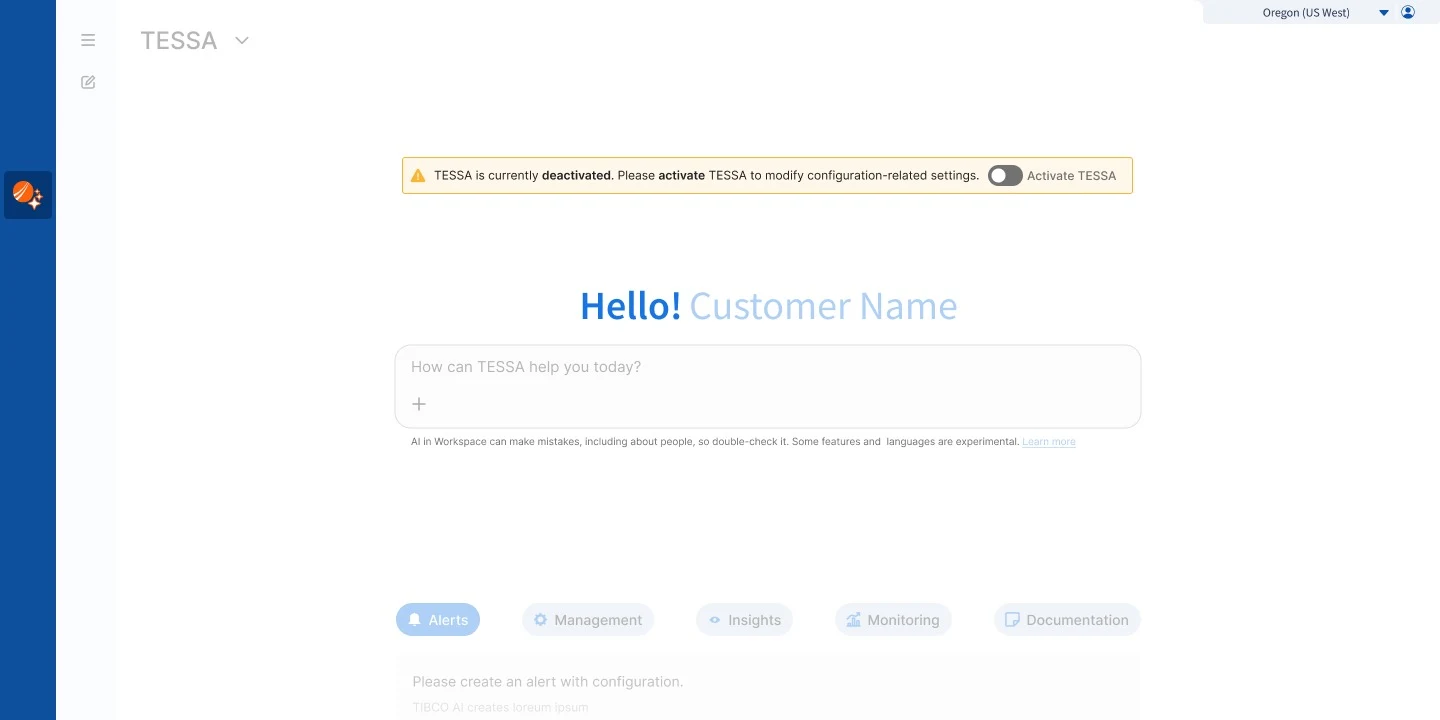 Oregon (US West)
TESSA
TESSA is currently deactivated. Please activate TESSA to modify configuration-related settings. Activate TESSA
Hello! Customer Name
How can TESSA help you today?
AI in Workspace can make mistakes, including about people, so double-check it. Some features and languages are experimental. Learn more
Alerts Management Insights Monitoring Documentation
Please create an alert with configuration.
TIBCO AI creates loreum ipsum